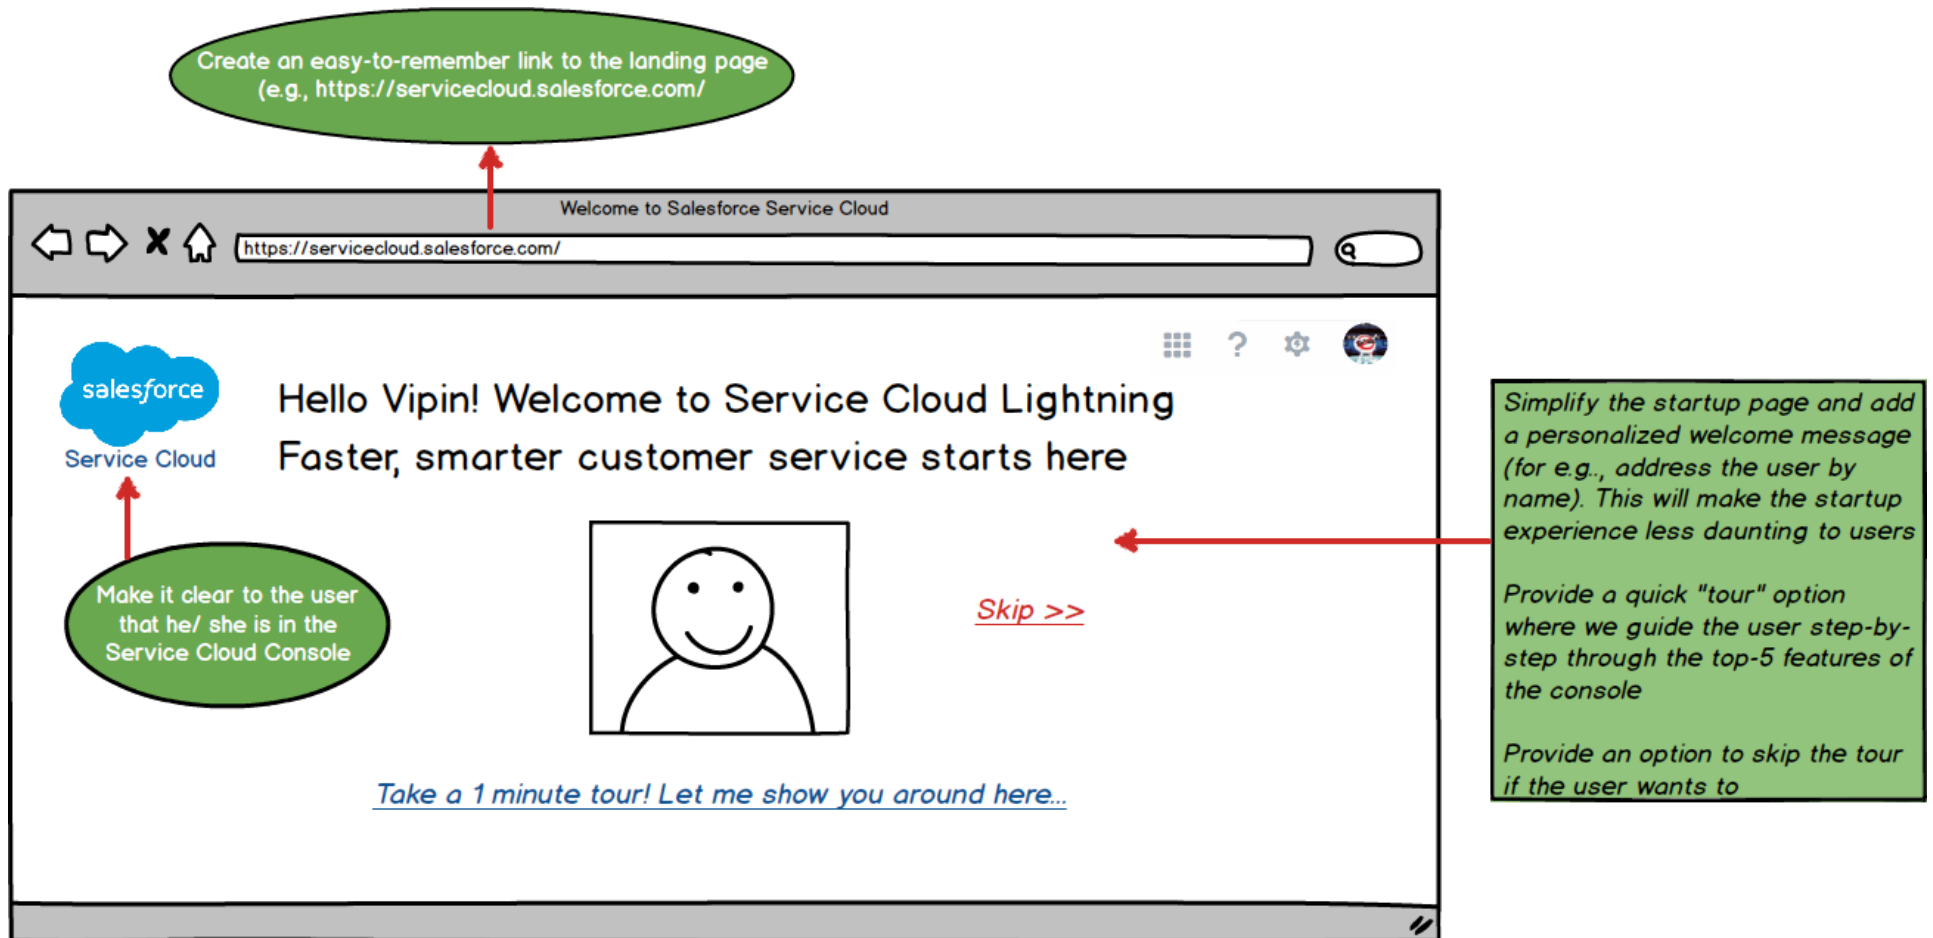 Create an easy-to-remember link to the landing page
(e.g., https://servicecloud.salesforce.com/
Welcome to Salesforce Service Cloud
https://servicecloud.salesforce.com/
salesforce
Service Cloud
Hello Vipin! Welcome to Service Cloud Lightning
Faster, smarter customer service starts here
Make it clear to the user
that he/ she is in the
Service Cloud Console
Skip >>
Take a 1 minute tour! Let me show you around here...
Simplify the startup page and add
a personalized welcome message
(for e.g., address the user by
name). This will make the startup
experience less daunting to users
Provide a quick "tour" option
where we guide the user step-by-
step through the top-5 features of
the console
Provide an option to skip the tour
if the user wants to